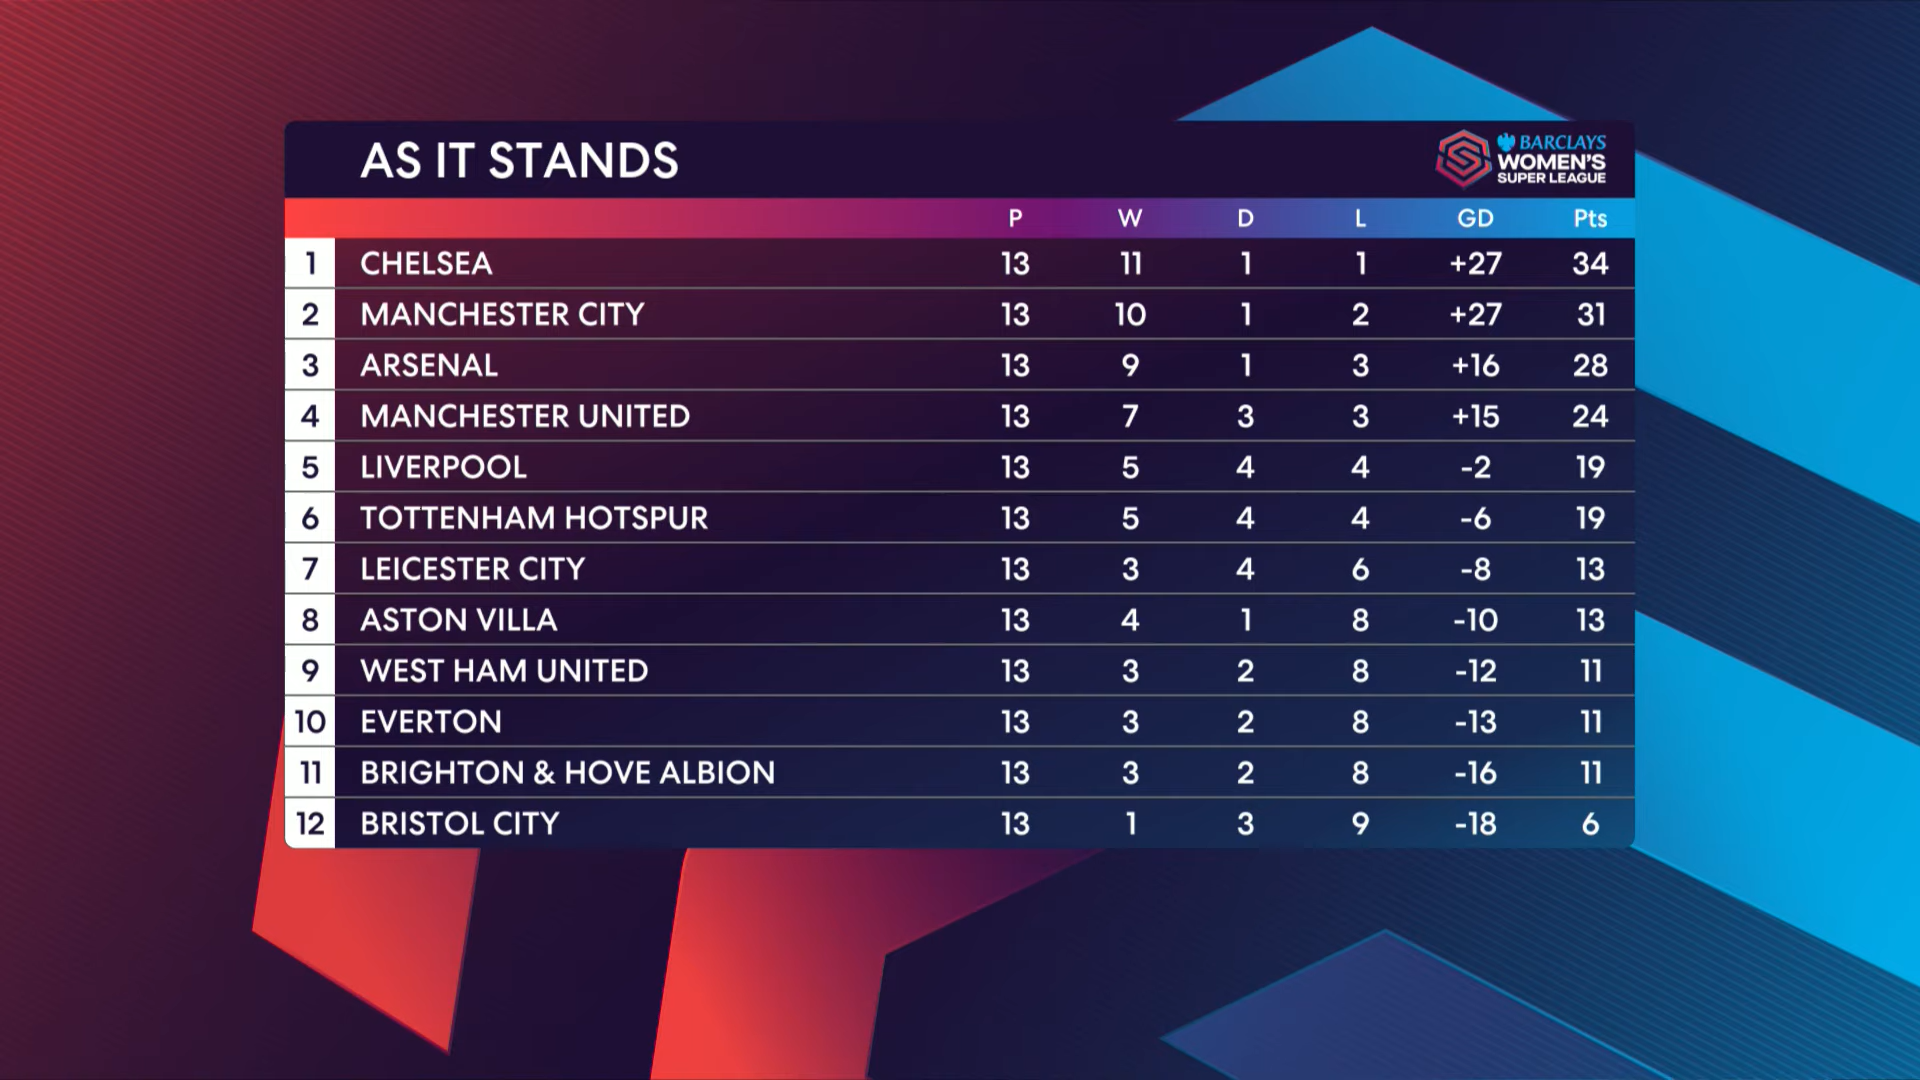 AS IT STANDS
BARCLAYS
WOMEN'S
SUPER LEAGUE
P W D L GD Pts
1 CHELSEA 13 11 1 1 +27 34
2 MANCHESTER CITY 13 10 1 2 +27 31
3 ARSENAL 13 9 1 3 +16 28
4 MANCHESTER UNITED 13 7 3 3 +15 24
5 LIVERPOOL 13 5 4 4 -2 19
6 TOTTENHAM HOTSPUR 13 5 4 4 -6 19
7 LEICESTER CITY 13 3 4 6 -8 13
8 ASTON VILLA 13 4 1 8 -10 13
9 WEST HAM UNITED 13 3 2 8 -12 11
10 EVERTON 13 3 2 8 -13 11
11 BRIGHTON & HOVE ALBION 13 3 2 8 -16 11
12 BRISTOL CITY 13 1 3 9 -18 6